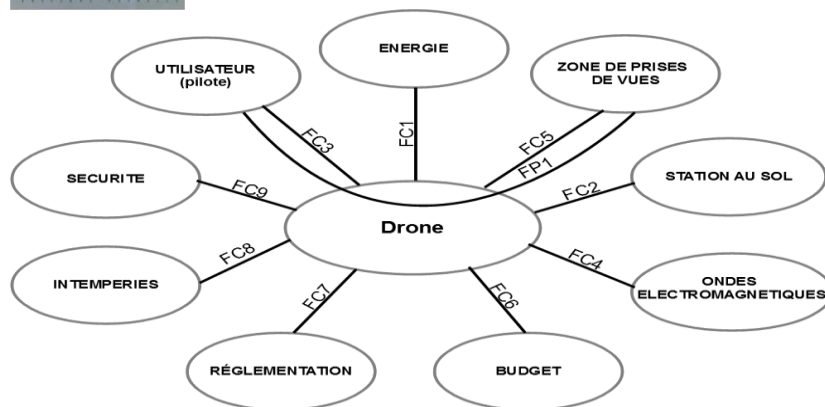 ENERGIE
UTILISATEUR
(pilote)
ZONE DE PRISES
DE VUES
FC3
FC1
FC5
FP1
SECURITE
FC9
FC2
STATION AU SOL
Drone
INTEMPERIES
FC8
FC4
ONDES
ELECTROMAGNETIQUES
FC7
FC6
RÉGLEMENTATION
BUDGET